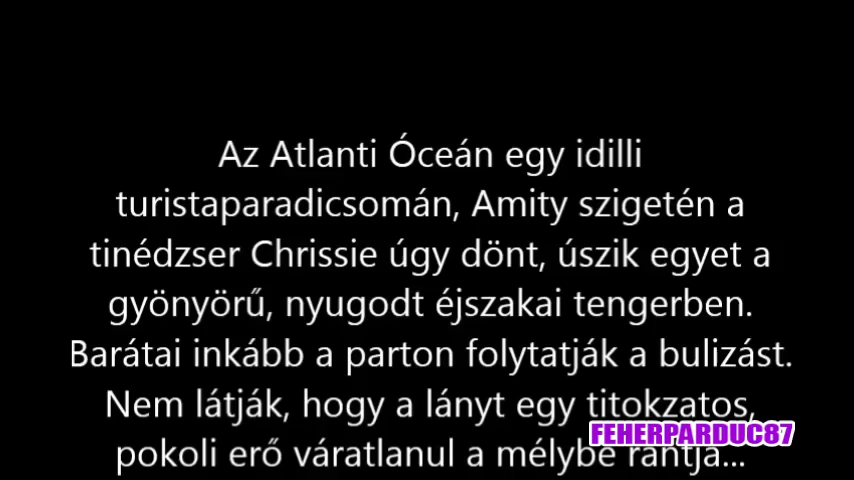 Az Atlanti Óceán egy idilli
turistaparadicsomán, Amity szigetén a
tinédzser Chrissie úgy dönt, úszik egyet a
gyönyörű, nyugodt éjszakai tengerben.
Barátai inkább a parton folytatják a bulizást.
Nem látják, hogy a lányt egy titokzatos,
pokoli erő váratlanul a mélybe rántja...
FEHERPARDUC87